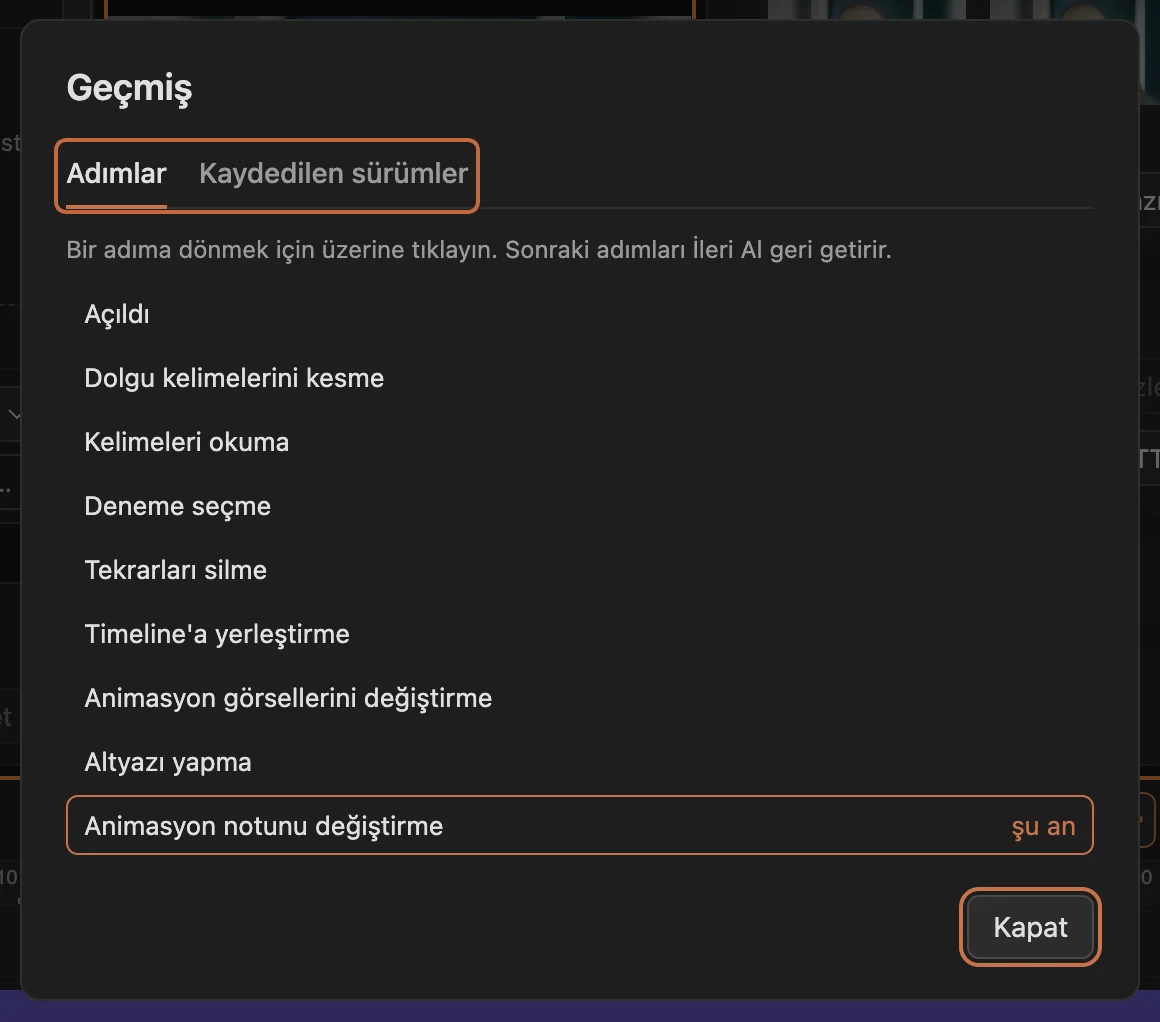 Geçmiş
Adımlar
Kaydedilen sürümler
Bir adıma dönmek için üzerine tıklayın. Sonraki adımları İleri Al geri getirir.
Açıldı
Dolgu kelimelerini kesme
Kelimeleri okuma
Deneme seçme
Tekrarları silme
Timeline'a yerleştirme
Animasyon görsellerini değiştirme
Altyazı yapma
Animasyon notunu değiştirme
şu an
10
Kapat